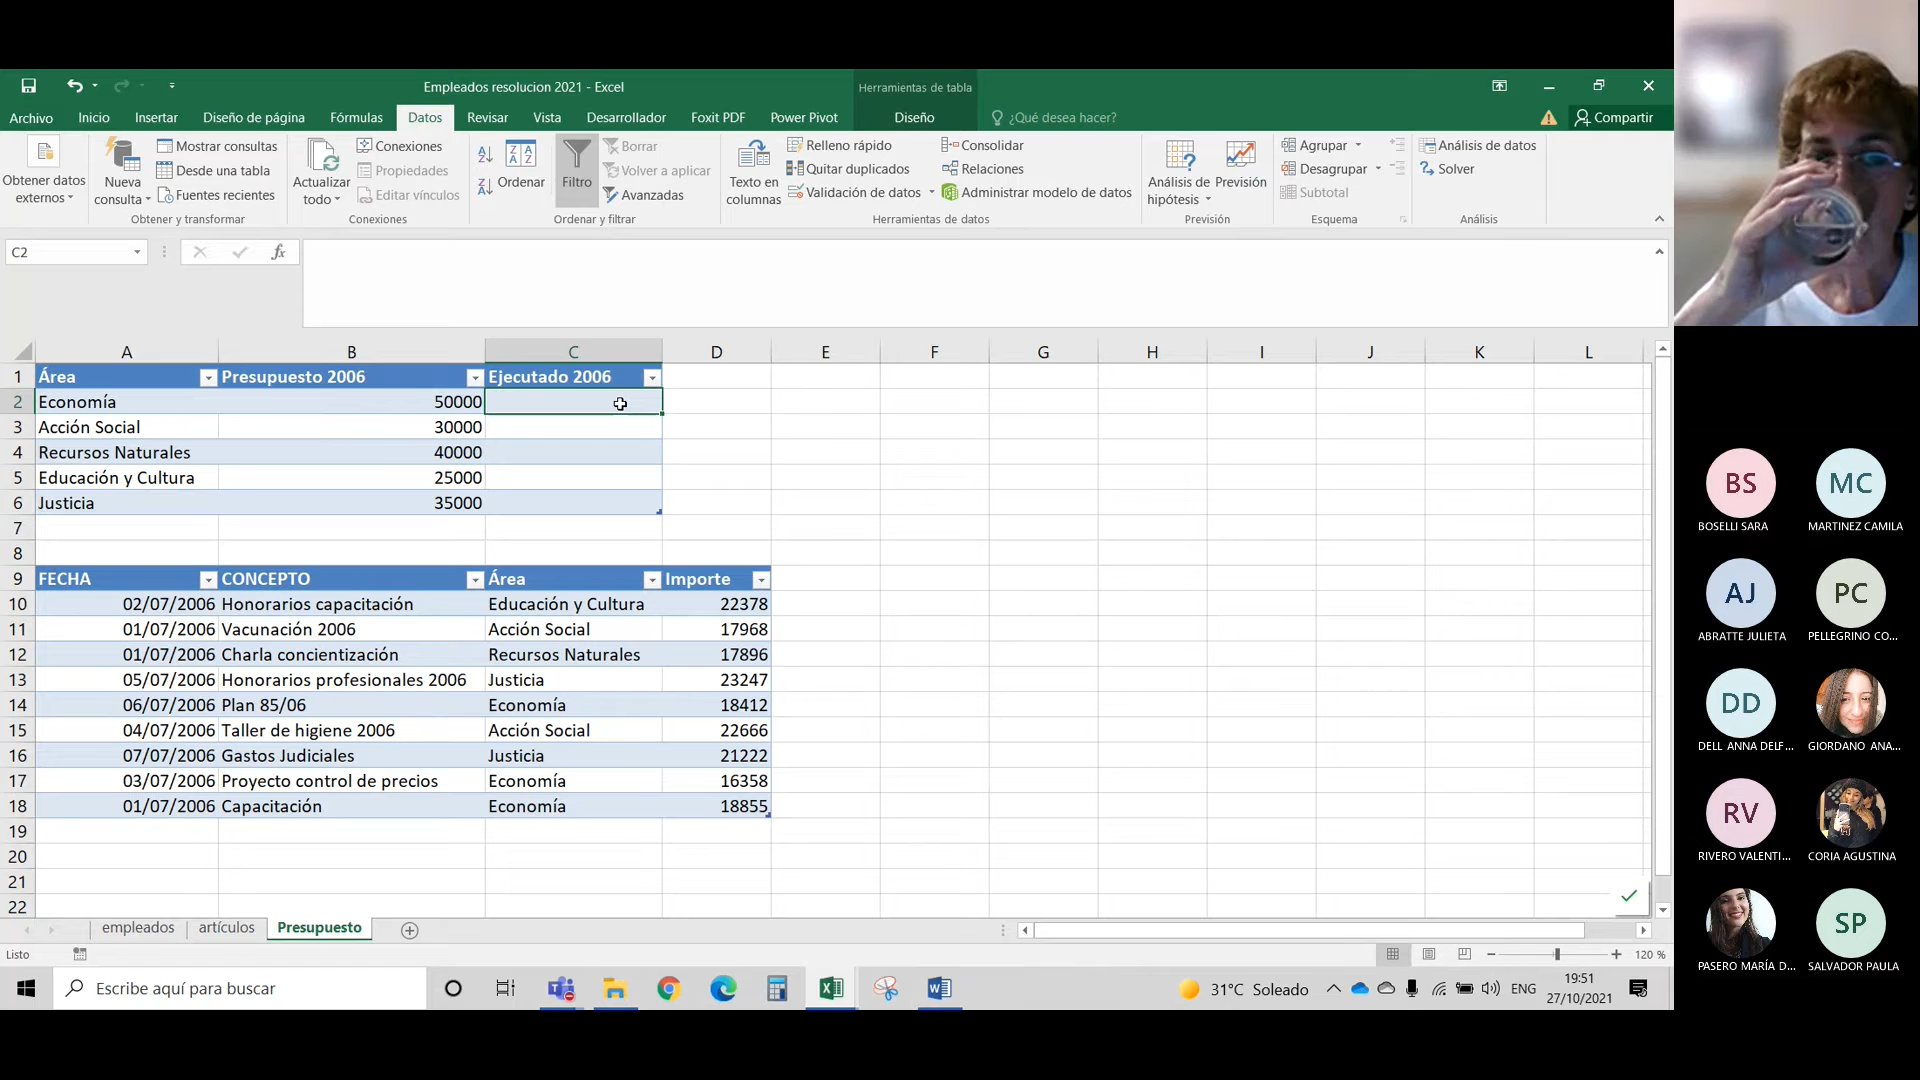 Empleados resolucion 2021 - Excel
Herramientas de tabla
Archivo Inicio Insertar Diseño de página Fórmulas Datos Revisar Vista Desarrollador Foxit PDF Power Pivot Diseño ¿Qué desea hacer? Compartir
Obtener datos externos
Nueva consulta
Mostrar consultas
Desde una tabla
Fuentes recientes
Obtener y transformar
Actualizar todo
Conexiones
Propiedades
Editar vínculos
Conexiones
Ordenar
Filtro
Borrar
Volver a aplicar
Avanzadas
Ordenar y filtrar
Texto en columnas
Relleno rápido
Quitar duplicados
Validación de datos
Consolidar
Relaciones
Administrar modelo de datos
Herramientas de datos
Análisis de hipótesis
Previsión
Previsión
Agrupar
Desagrupar
Subtotal
Esquema
Análisis de datos
Solver
Análisis
C2
fx
A B C D E F G H I J K L
1 Área Presupuesto 2006 Ejecutado 2006
2 Economía 50000
3 Acción Social 30000
4 Recursos Naturales 40000
5 Educación y Cultura 25000
6 Justicia 35000
7
8
9 FECHA CONCEPTO Área Importe
10 02/07/2006 Honorarios capacitación Educación y Cultura 22378
11 01/07/2006 Vacunación 2006 Acción Social 17968
12 01/07/2006 Charla concientización Recursos Naturales 17896
13 05/07/2006 Honorarios profesionales 2006 Justicia 23247
14 06/07/2006 Plan 85/06 Economía 18412
15 04/07/2006 Taller de higiene 2006 Acción Social 22666
16 07/07/2006 Gastos Judiciales Justicia 21222
17 03/07/2006 Proyecto control de precios Economía 16358
18 01/07/2006 Capacitación Economía 18855
19
20
21
22
empleados artículos Presupuesto
Listo
120 %
Escribe aquí para buscar
31°C Soleado
ENG
19:51
27/10/2021
BS MC
BOSELLI SARA MARTINEZ CAMILA
AJ PC
ABRATTE JULIETA PELLEGRINO CO...
DD
DELL ANNA DELF... GIORDANO ANA...
RV
RIVERO VALENTI... CORIA AGUSTINA
SP
PASERO MARÍA D... SALVADOR PAULA